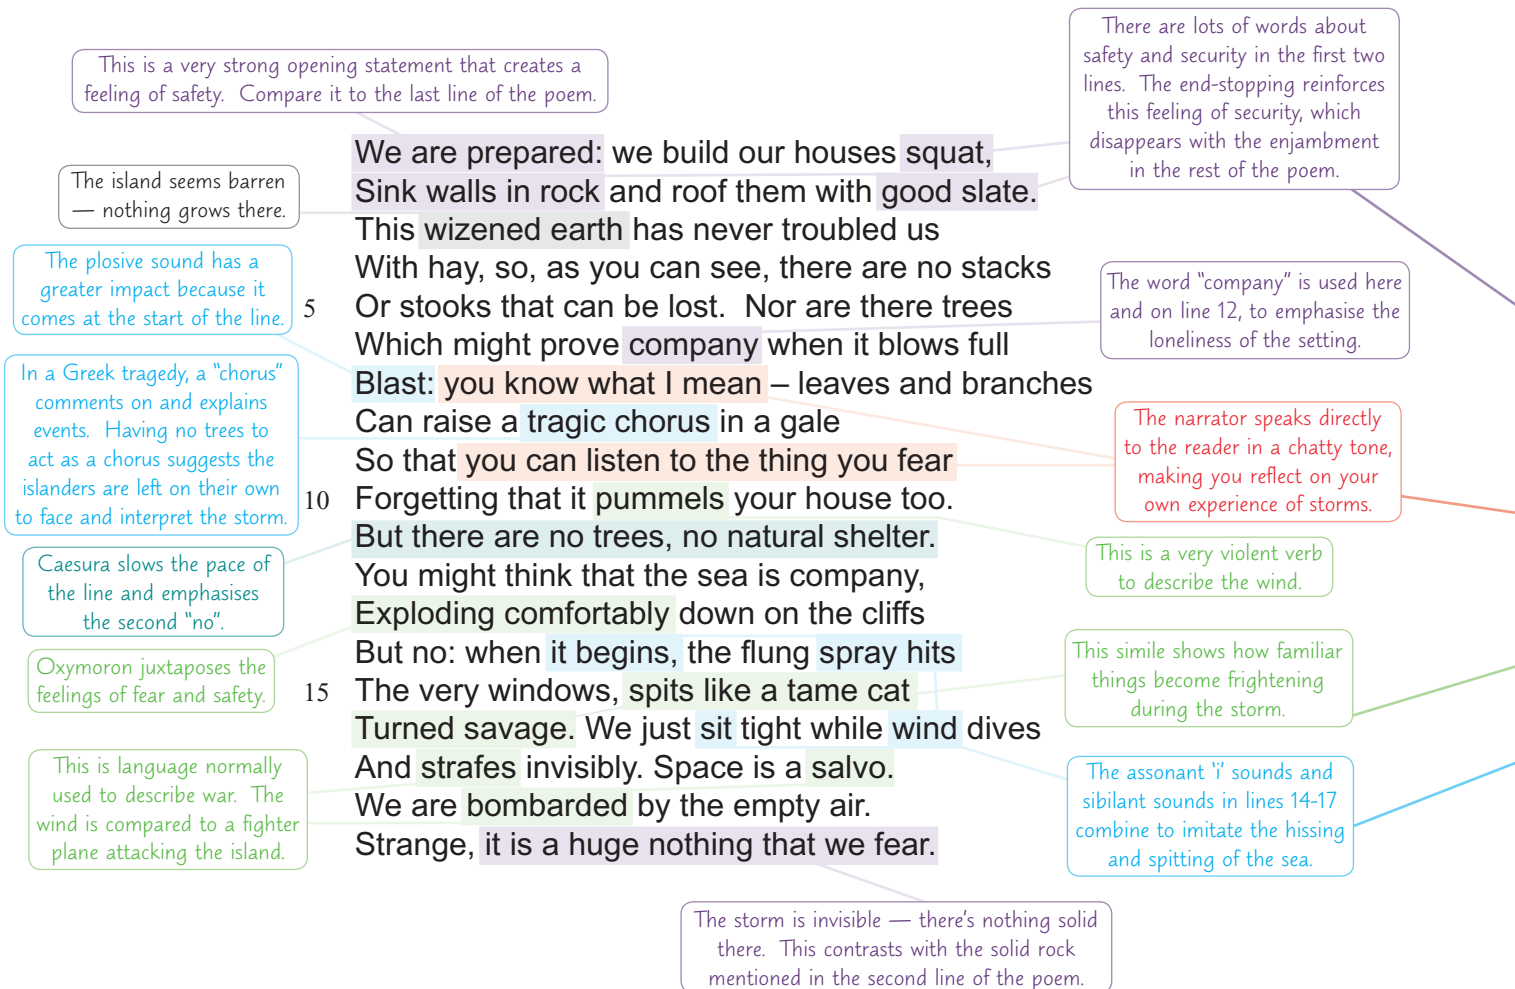 This is a very strong opening statement that creates a
feeling of safety. Compare it to the last line of the poem.
There are lots of words about
safety and security in the first two
lines. The end-stopping reinforces
this feeling of security, which
disappears with the enjambment
in the rest of the poem.
The island seems barren
— nothing grows there.
The plosive sound has a
greater impact because it
comes at the start of the line.
In a Greek tragedy, a "chorus"
comments on and explains
events. Having no trees to
act as a chorus suggests the
islanders are left on their own
to face and interpret the storm.
Caesura slows the pace of
the line and emphasises
the second "no".
Oxymoron juxtaposes the
feelings of fear and safety.
This is language normally
used to describe war. The
wind is compared to a fighter
plane attacking the island.
We are prepared: we build our houses squat,
Sink walls in rock and roof them with good slate.
This wizened earth has never troubled us
With hay, so, as you can see, there are no stacks
5 Or stooks that can be lost. Nor are there trees
Which might prove company when it blows full
Blast: you know what I mean – leaves and branches
Can raise a tragic chorus in a gale
So that you can listen to the thing you fear
10 Forgetting that it pummels your house too.
But there are no trees, no natural shelter.
You might think that the sea is company,
Exploding comfortably down on the cliffs
But no: when it begins, the flung spray hits
15 The very windows, spits like a tame cat
Turned savage. We just sit tight while wind dives
And strafes invisibly. Space is a salvo.
We are bombarded by the empty air.
Strange, it is a huge nothing that we fear.
The word "company" is used here
and on line 12, to emphasise the
loneliness of the setting.
The narrator speaks directly
to the reader in a chatty tone,
making you reflect on your
own experience of storms.
This is a very violent verb
to describe the wind.
This simile shows how familiar
things become frightening
during the storm.
The assonant 'i' sounds and
sibilant sounds in lines 14-17
combine to imitate the hissing
and spitting of the sea.
The storm is invisible — there's nothing solid
there. This contrasts with the solid rock
mentioned in the second line of the poem.